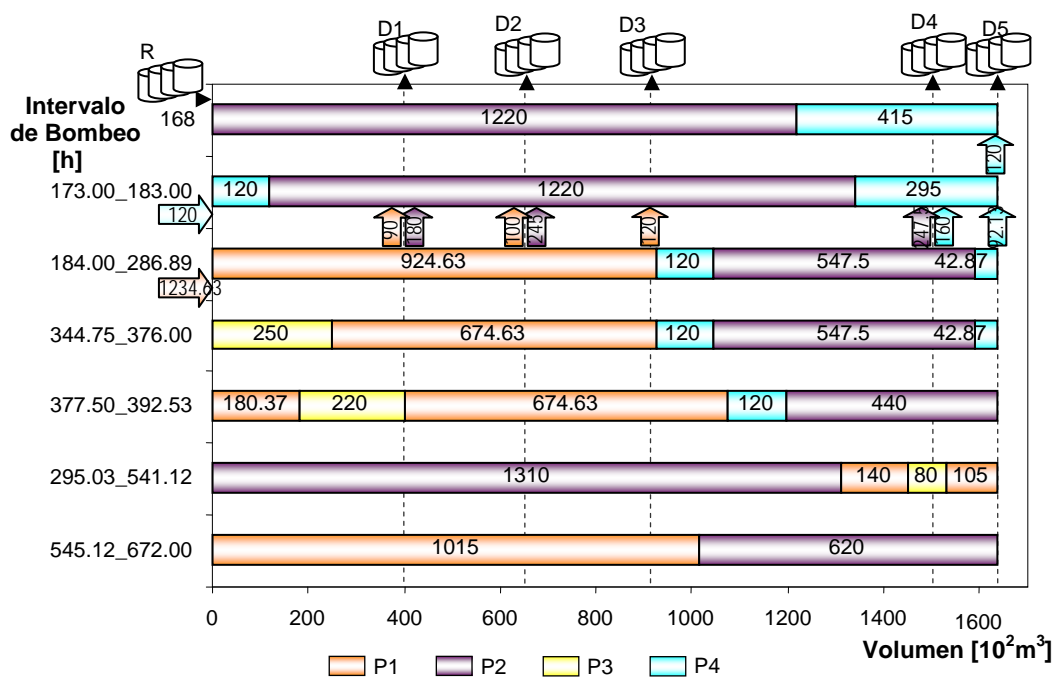 D1 D2 D3 D4 D5
R
Intervalo
de Bombeo
[h]
168 1220 415
120
173.00_183.00 120 1220 295
120
90 180 100 245 120 160
184.00_286.89 924.63 120 547.5 42.87
1234.63
344.75_376.00 250 674.63 120 547.5 42.87
377.50_392.53 180.37 220 674.63 120 440
295.03_541.12 1310 140 80 105
545.12_672.00 1015 620
0 200 400 600 800 1000 1200 1400 1600
Volumen [10²m³]
P1 P2 P3 P4